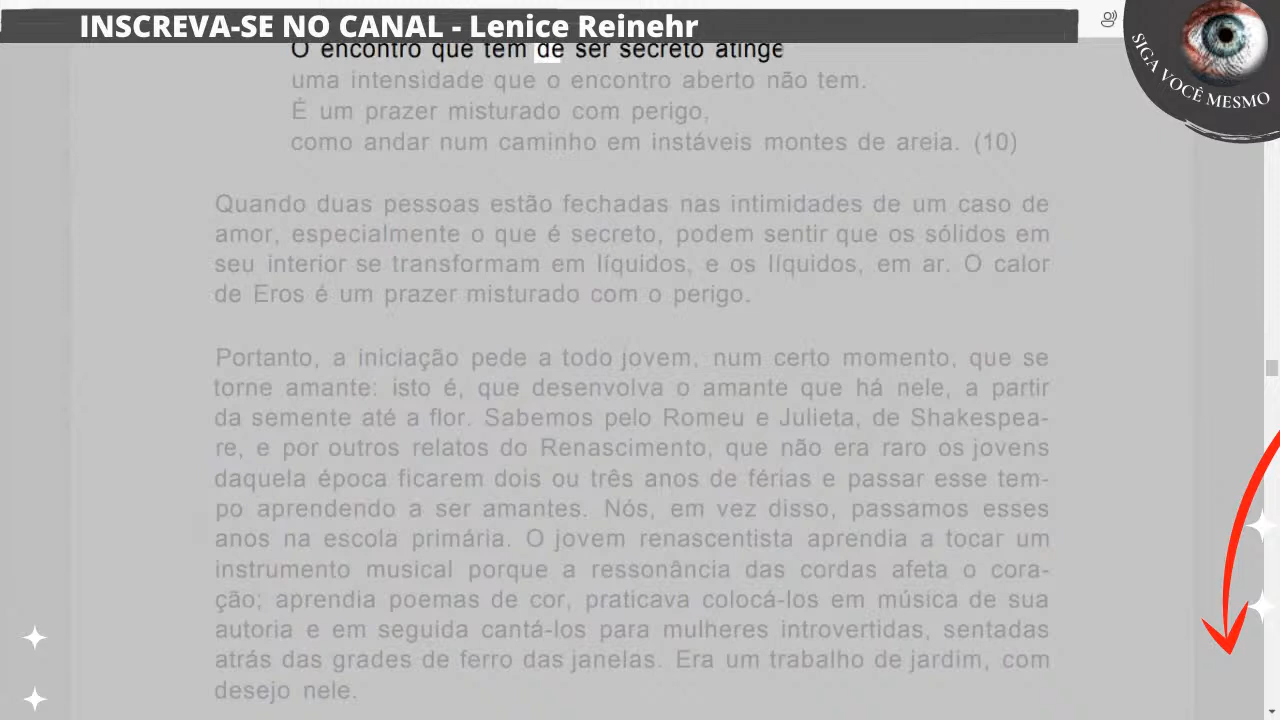 INSCREVA-SE NO CANAL - Lenice Reinehr
SIGA VOCÊ MESMO
O encontro que tem de ser secreto atinge
uma intensidade que o encontro aberto não tem.
É um prazer misturado com perigo,
como andar num caminho em instáveis montes de areia. (10)
Quando duas pessoas estão fechadas nas intimidades de um caso de
amor, especialmente o que é secreto, podem sentir que os sólidos em
seu interior se transformam em líquidos, e os líquidos, em ar. O calor
de Eros é um prazer misturado com o perigo.
Portanto, a iniciação pede a todo jovem, num certo momento, que se
torne amante: isto é, que desenvolva o amante que há nele, a partir
da semente até a flor. Sabemos pelo Romeu e Julieta, de Shakespea-
re, e por outros relatos do Renascimento, que não era raro os jovens
daquela época ficarem dois ou três anos de férias e passar esse tem-
po aprendendo a ser amantes. Nós, em vez disso, passamos esses
anos na escola primária. O jovem renascentista aprendia a tocar um
instrumento musical porque a ressonância das cordas afeta o cora-
ção; aprendia poemas de cor, praticava colocá-los em música de sua
autoria e em seguida cantá-los para mulheres introvertidas, sentadas
atrás das grades de ferro das janelas. Era um trabalho de jardim, com
desejo nele.